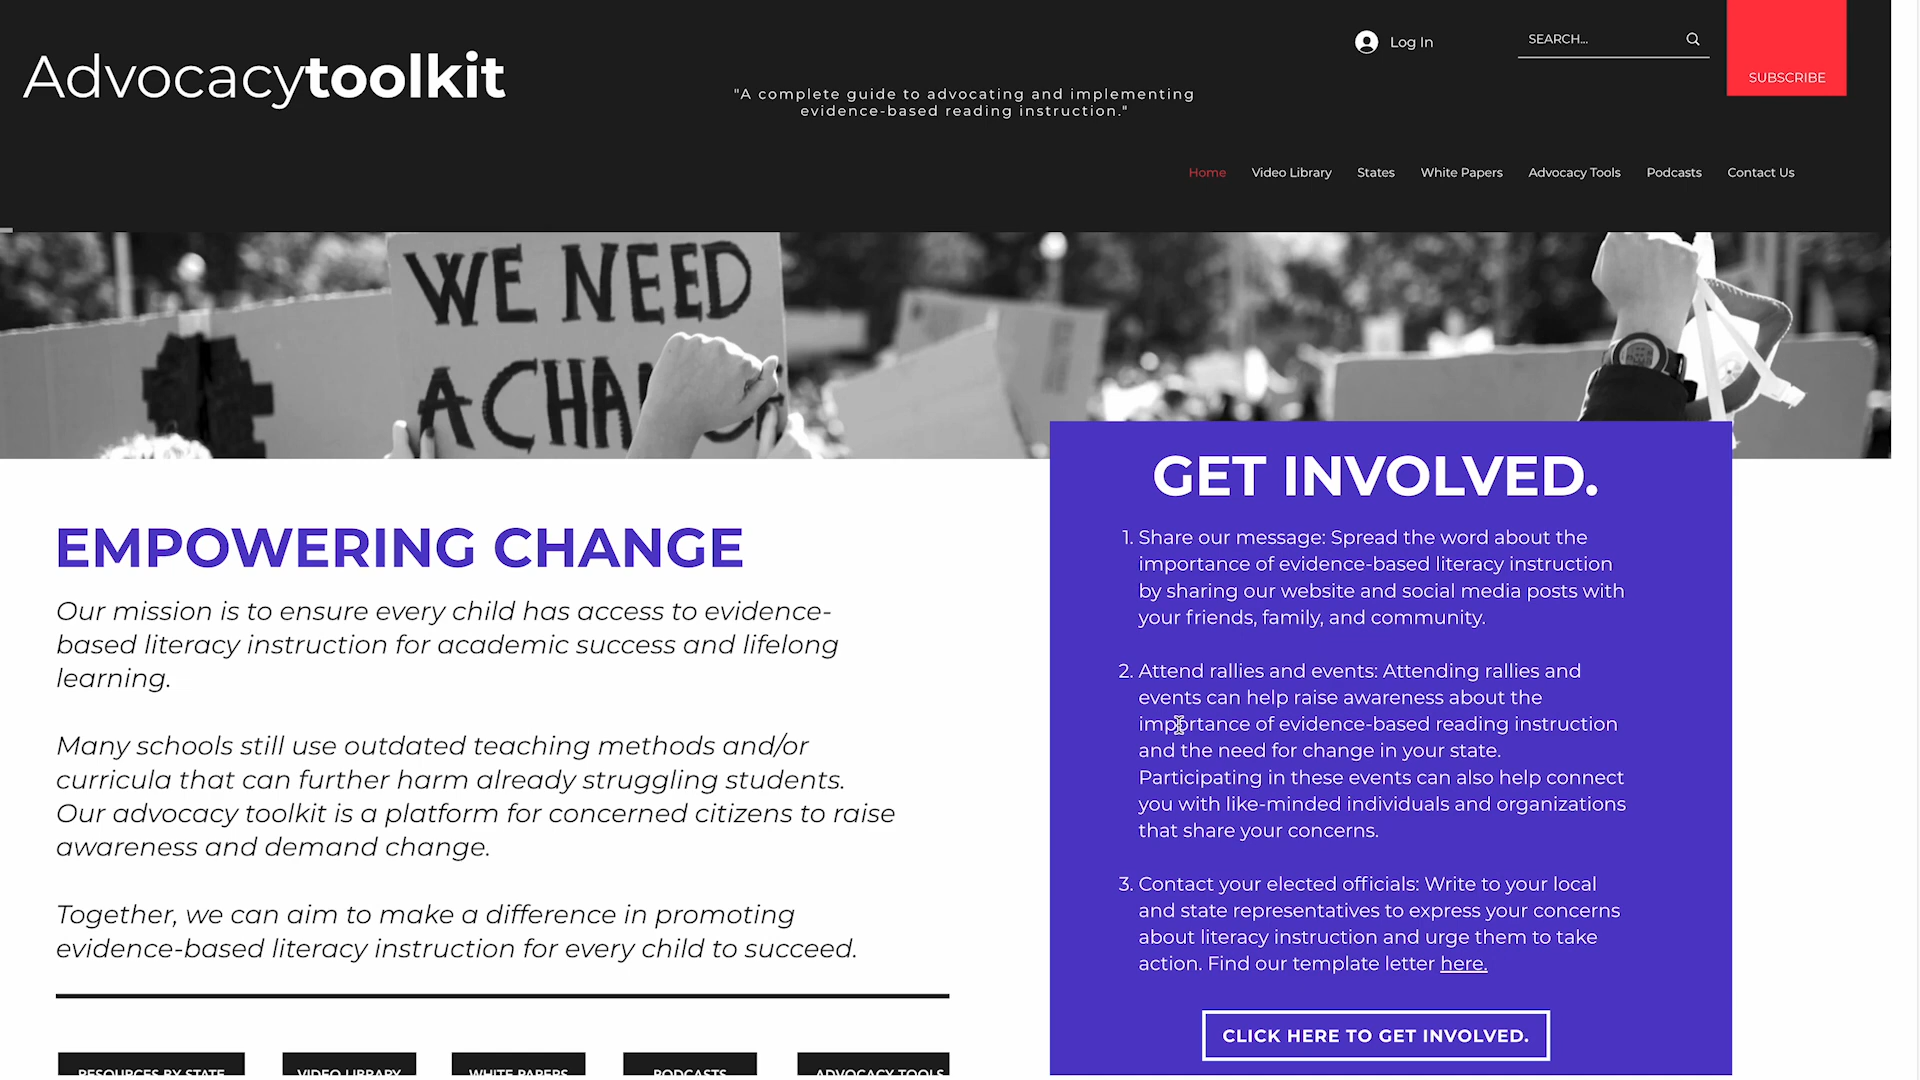 Advocacytoolkit
Log In
SEARCH...
SUBSCRIBE
"A complete guide to advocating and implementing
evidence-based reading instruction."
Home Video Library States White Papers Advocacy Tools Podcasts Contact Us
WE NEED
A CHA
GET INVOLVED.
EMPOWERING CHANGE
Our mission is to ensure every child has access to evidence-
based literacy instruction for academic success and lifelong
learning.
Many schools still use outdated teaching methods and/or
curricula that can further harm already struggling students.
Our advocacy toolkit is a platform for concerned citizens to raise
awareness and demand change.
Together, we can aim to make a difference in promoting
evidence-based literacy instruction for every child to succeed.
1. Share our message: Spread the word about the
importance of evidence-based literacy instruction
by sharing our website and social media posts with
your friends, family, and community.
2. Attend rallies and events: Attending rallies and
events can help raise awareness about the
importance of evidence-based reading instruction
and the need for change in your state.
Participating in these events can also help connect
you with like-minded individuals and organizations
that share your concerns.
3. Contact your elected officials: Write to your local
and state representatives to express your concerns
about literacy instruction and urge them to take
action. Find our template letter here.
CLICK HERE TO GET INVOLVED.
RESOURCES BY STATE VIDEO LIBRARY WHITE PAPERS PODCASTS ADVOCACY TOOLS